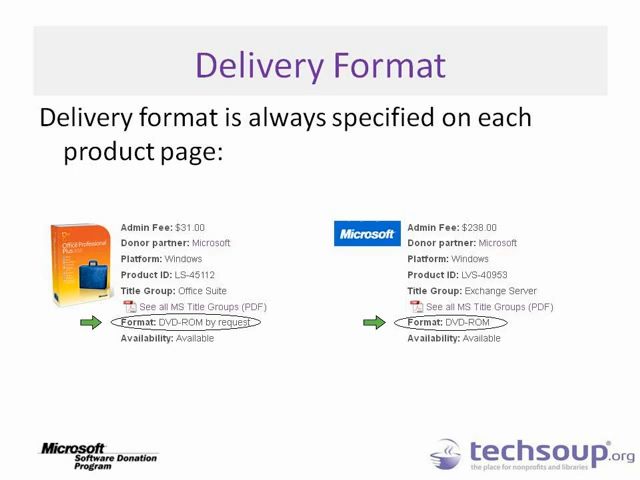 Delivery Format
Delivery format is always specified on each
product page:
Office Professional
Plus 2010
Admin Fee: $31.00
Donor partner: Microsoft
Platform: Windows
Product ID: LS-45112
Title Group: Office Suite
See all MS Title Groups (PDF)
Format: DVD-ROM by request
Availability: Available
Microsoft
Admin Fee: $238.00
Donor partner: Microsoft
Platform: Windows
Product ID: LVS-40953
Title Group: Exchange Server
See all MS Title Groups (PDF)
Format: DVD-ROM
Availability: Available
Microsoft
Software Donation
Program
techsoup.org
the place for nonprofits and libraries